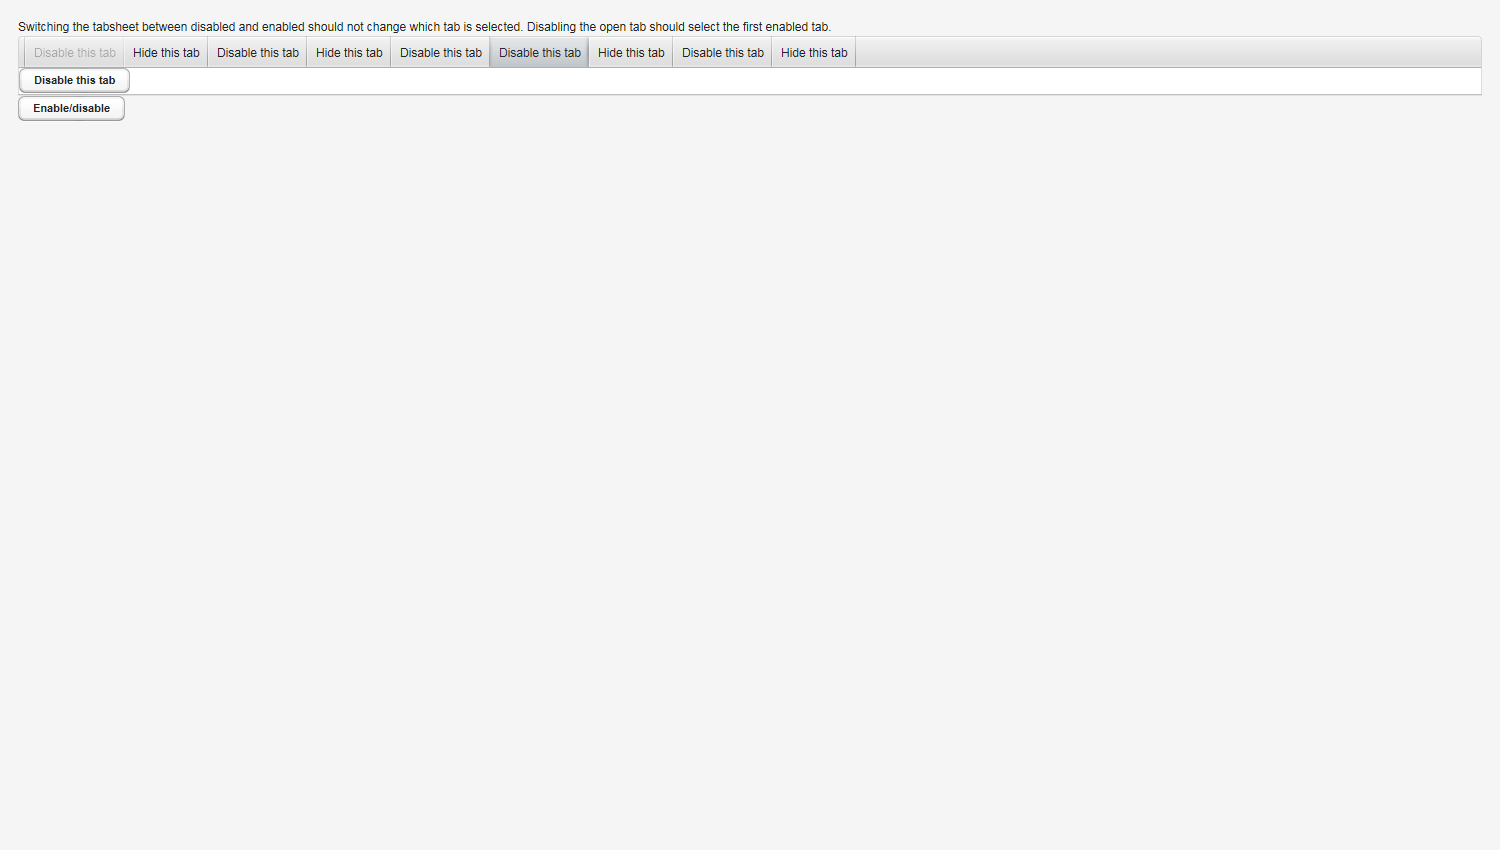 Switching the tabsheet between disabled and enabled should not change which tab is selected. Disabling the open tab should select the first enabled tab.
Disable this tab Hide this tab Disable this tab Hide this tab Disable this tab Disable this tab Hide this tab Disable this tab Hide this tab
Disable this tab
Enable/disable